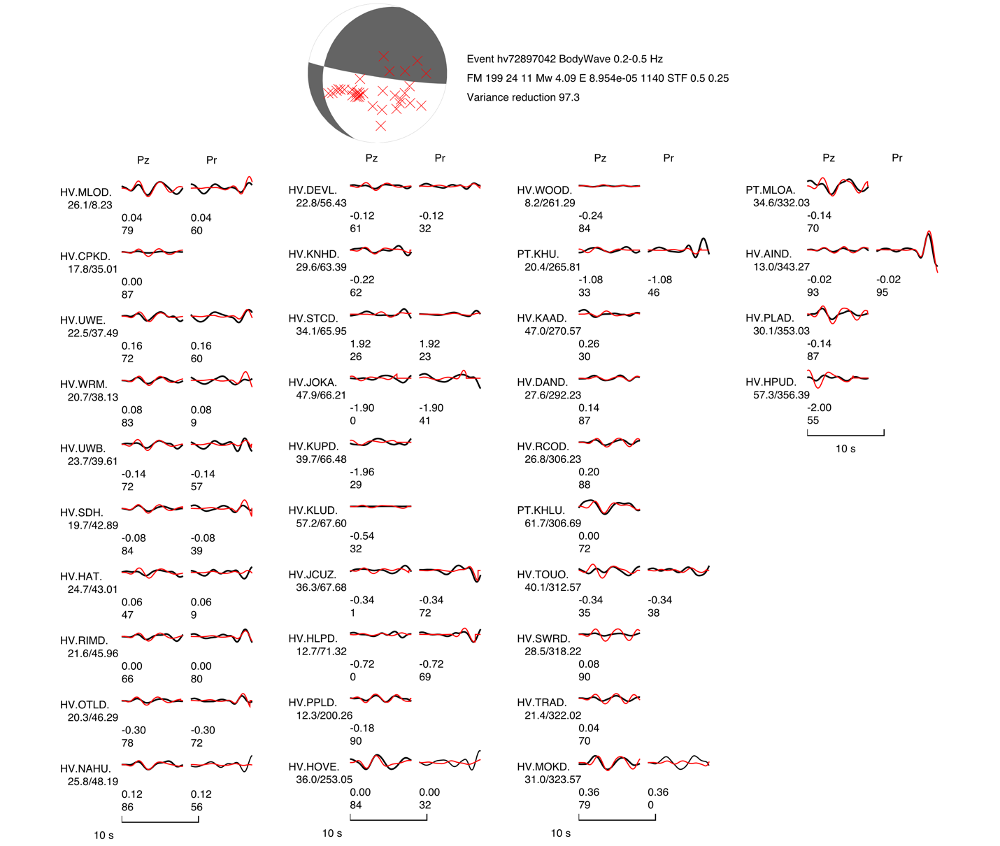 Event hv72897042 BodyWave 0.2-0.5 Hz
FM 199 24 11 Mw 4.09 E 8.954e-05 1140 STF 0.5 0.25
Variance reduction 97.3
Pz Pr
HV.MLOD.
26.1/8.23
0.04 0.04
79 60
HV.CPKD.
17.8/35.01
0.00
87
HV.UWE.
22.5/37.49
0.16 0.16
72 60
HV.WRM.
20.7/38.13
0.08 0.08
83 9
HV.UWB.
23.7/39.61
-0.14 -0.14
72 57
HV.SDH.
19.7/42.89
-0.08 -0.08
84 39
HV.HAT.
24.7/43.01
0.06 0.06
47 9
HV.RIMD.
21.6/45.96
0.00 0.00
66 80
HV.OTLD.
20.3/46.29
-0.30 -0.30
78 72
HV.NAHU.
25.8/48.19
0.12 0.12
86 56
10 s
Pz Pr
HV.DEVL.
22.8/56.43
-0.12 -0.12
61 32
HV.KNHD.
29.6/63.39
-0.22
62
HV.STCD.
34.1/65.95
1.92 1.92
26 23
HV.JOKA.
47.9/66.21
-1.90 -1.90
0 41
HV.KUPD.
39.7/66.48
-1.96
29
HV.KLUD.
57.2/67.60
-0.54
32
HV.JCUZ.
36.3/67.68
-0.34 -0.34
1 72
HV.HLPD.
12.7/71.32
-0.72 -0.72
0 69
HV.PPLD.
12.3/200.26
-0.18
90
HV.HOVE.
36.0/253.05
0.00 0.00
84 32
10 s
Pz Pr
HV.WOOD.
8.2/261.29
-0.24
84
PT.KHU.
20.4/265.81
-1.08 -1.08
33 46
HV.KAAD.
47.0/270.57
0.26
30
HV.DAND.
27.6/292.23
0.14
87
HV.RCOD.
26.8/306.23
0.20
88
PT.KHLU.
61.7/306.69
0.00
72
HV.TOUO.
40.1/312.57
-0.34 -0.34
35 38
HV.SWRD.
28.5/318.22
0.08
90
HV.TRAD.
21.4/322.02
0.04
70
HV.MOKD.
31.0/323.57
0.36 0.36
79 0
10 s
Pz Pr
PT.MLOA.
34.6/332.03
-0.14
70
HV.AIND.
13.0/343.27
-0.02 -0.02
93 95
HV.PLAD.
30.1/353.03
-0.14
87
HV.HPUD.
57.3/356.39
-2.00
55
10 s